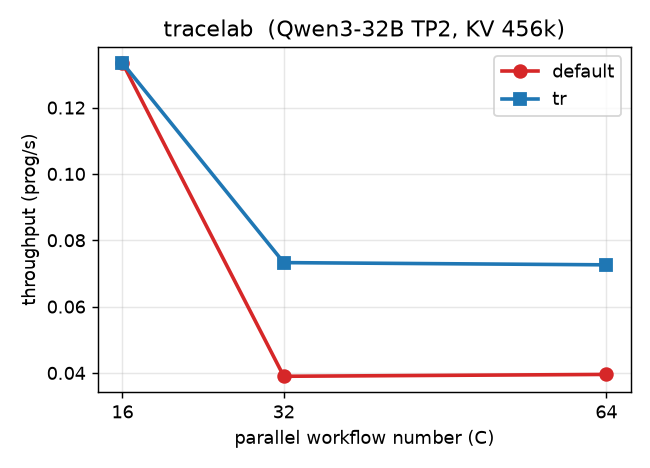 tracelab  (Qwen3-32B TP2, KV 456k)
default
tr
throughput (prog/s)
0.12
0.10
0.08
0.06
0.04
16
32
64
parallel workflow number (C)